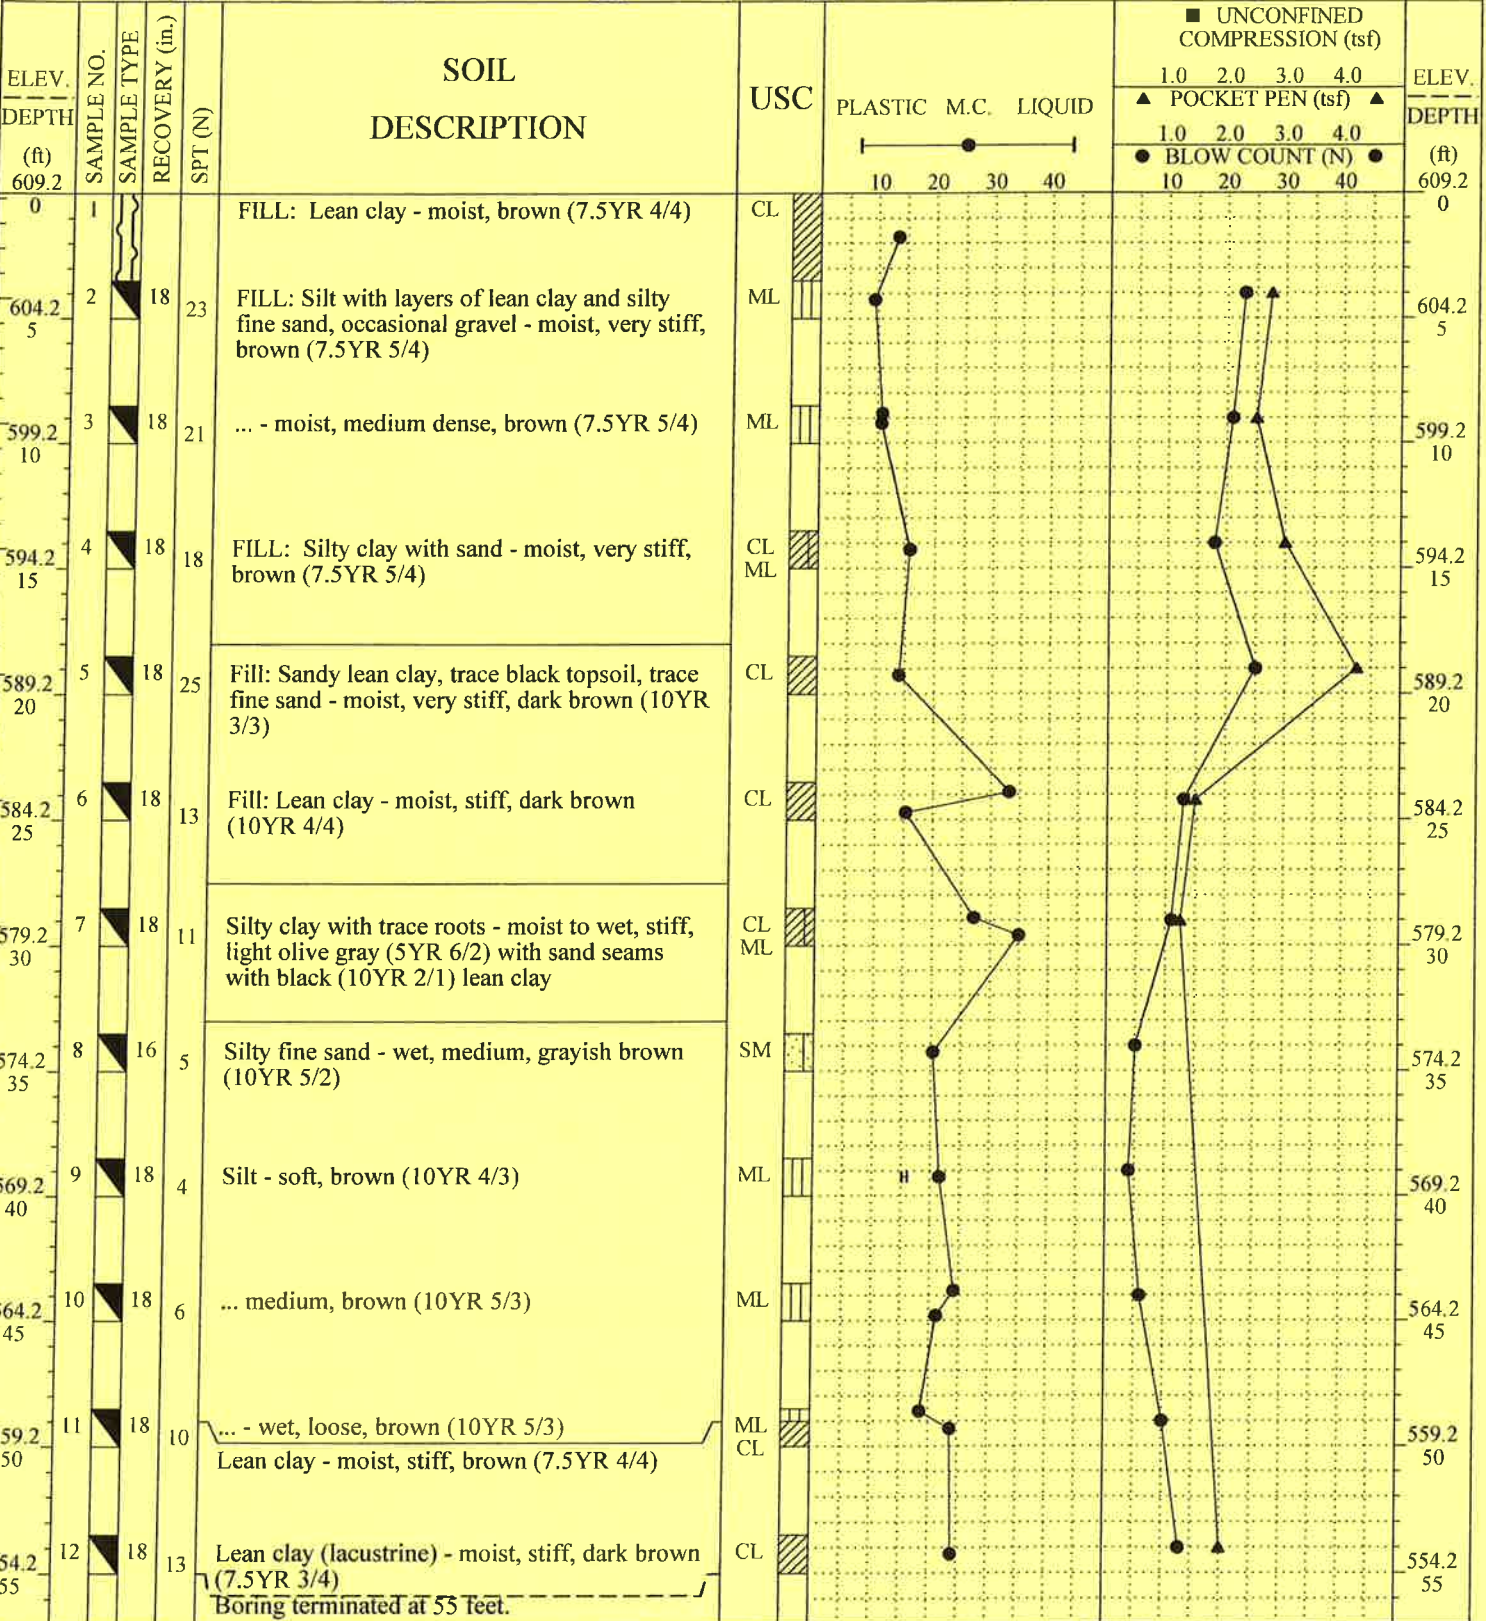 ELEV.
DEPTH
(ft)
609.2
SAMPLE NO.
SAMPLE TYPE
RECOVERY (in.)
SPT (N)
SOIL
DESCRIPTION
USC
PLASTIC M.C. LIQUID
10 20 30 40
■ UNCONFINED
COMPRESSION (tsf)
1.0 2.0 3.0 4.0
▲ POCKET PEN (tsf) ▲
1.0 2.0 3.0 4.0
● BLOW COUNT (N) ●
10 20 30 40
ELEV.
DEPTH
(ft)
609.2
0 1 FILL: Lean clay - moist, brown (7.5YR 4/4) CL 0
604.2 2 18 23 FILL: Silt with layers of lean clay and silty ML 604.2
5 fine sand, occasional gravel - moist, very stiff, 5
brown (7.5YR 5/4)
599.2 3 18 21 ... - moist, medium dense, brown (7.5YR 5/4) ML 599.2
10 10
594.2 4 18 18 FILL: Silty clay with sand - moist, very stiff, CL 594.2
15 brown (7.5YR 5/4) ML 15
589.2 5 18 25 Fill: Sandy lean clay, trace black topsoil, trace CL 589.2
20 fine sand - moist, very stiff, dark brown (10YR 20
3/3)
584.2 6 18 13 Fill: Lean clay - moist, stiff, dark brown CL 584.2
25 (10YR 4/4) 25
579.2 7 18 11 Silty clay with trace roots - moist to wet, stiff, CL 579.2
30 light olive gray (5YR 6/2) with sand seams ML 30
with black (10YR 2/1) lean clay
574.2 8 16 5 Silty fine sand - wet, medium, grayish brown SM 574.2
35 (10YR 5/2) 35
569.2 9 18 4 Silt - soft, brown (10YR 4/3) ML 569.2
40 40
64.2 10 18 6 ... medium, brown (10YR 5/3) ML 564.2
45 45
59.2 11 18 10 ... - wet, loose, brown (10YR 5/3) ML 559.2
50 Lean clay - moist, stiff, brown (7.5YR 4/4) CL 50
54.2 12 18 13 Lean clay (lacustrine) - moist, stiff, dark brown CL 554.2
55 (7.5YR 3/4) 55
Boring terminated at 55 feet.